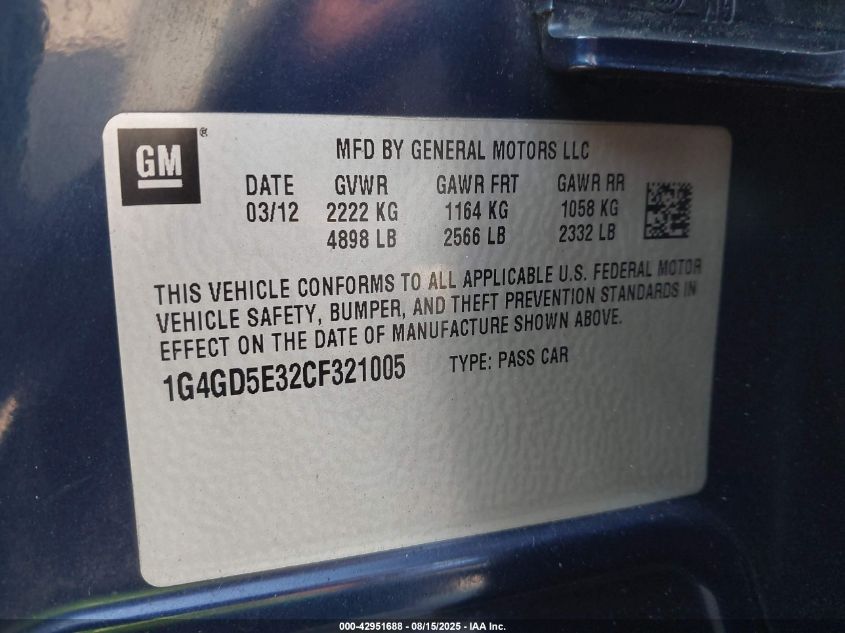 GM®
MFD BY GENERAL MOTORS LLC
DATE GVWR GAWR FRT GAWR RR
03/12 2222 KG 1164 KG 1058 KG
4898 LB 2566 LB 2332 LB
THIS VEHICLE CONFORMS TO ALL APPLICABLE U.S. FEDERAL MOTOR
VEHICLE SAFETY, BUMPER, AND THEFT PREVENTION STANDARDS IN
EFFECT ON THE DATE OF MANUFACTURE SHOWN ABOVE.
1G4GD5E32CF321005 TYPE: PASS CAR
000-42951688 - 08/15/2025 - IAA Inc.